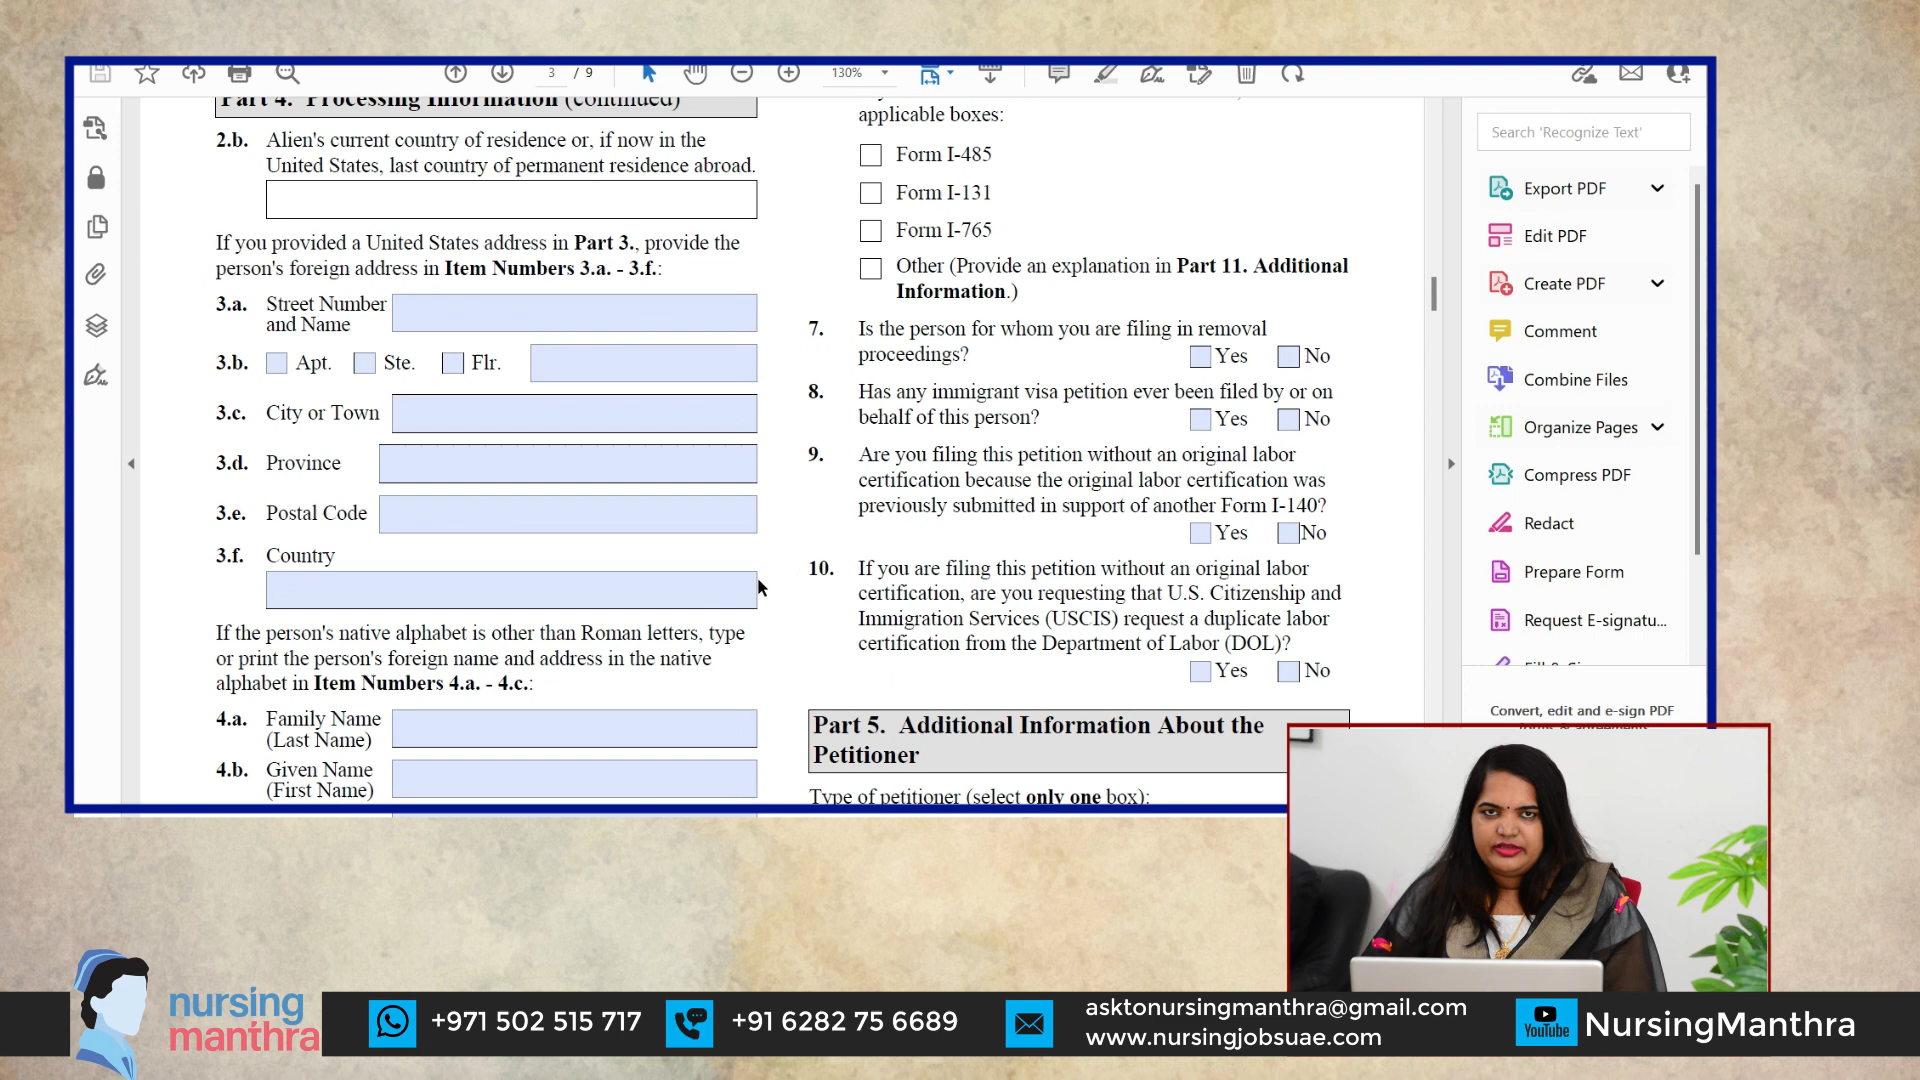 3 / 9
130%
Part 4. Processing Information (continued)
2.b. Alien's current country of residence or, if now in the
United States, last country of permanent residence abroad.
If you provided a United States address in Part 3., provide the
person's foreign address in Item Numbers 3.a. - 3.f.:
3.a. Street Number
and Name
3.b. Apt. Ste. Flr.
3.c. City or Town
3.d. Province
3.e. Postal Code
3.f. Country
If the person's native alphabet is other than Roman letters, type
or print the person's foreign name and address in the native
alphabet in Item Numbers 4.a. - 4.c.:
4.a. Family Name
(Last Name)
4.b. Given Name
(First Name)
applicable boxes:
Form I-485
Form I-131
Form I-765
Other (Provide an explanation in Part 11. Additional
Information.)
7. Is the person for whom you are filing in removal
proceedings? Yes No
8. Has any immigrant visa petition ever been filed by or on
behalf of this person? Yes No
9. Are you filing this petition without an original labor
certification because the original labor certification was
previously submitted in support of another Form I-140?
Yes No
10. If you are filing this petition without an original labor
certification, are you requesting that U.S. Citizenship and
Immigration Services (USCIS) request a duplicate labor
certification from the Department of Labor (DOL)?
Yes No
Part 5. Additional Information About the
Petitioner
Type of petitioner (select only one box):
Search 'Recognize Text'
Export PDF
Edit PDF
Create PDF
Comment
Combine Files
Organize Pages
Compress PDF
Redact
Prepare Form
Request E-signatu...
Convert, edit and e-sign PDF
nursing
manthra
+971 502 515 717
+91 6282 75 6689
asktonursingmanthra@gmail.com
www.nursingjobsuae.com
YouTube
NursingManthra